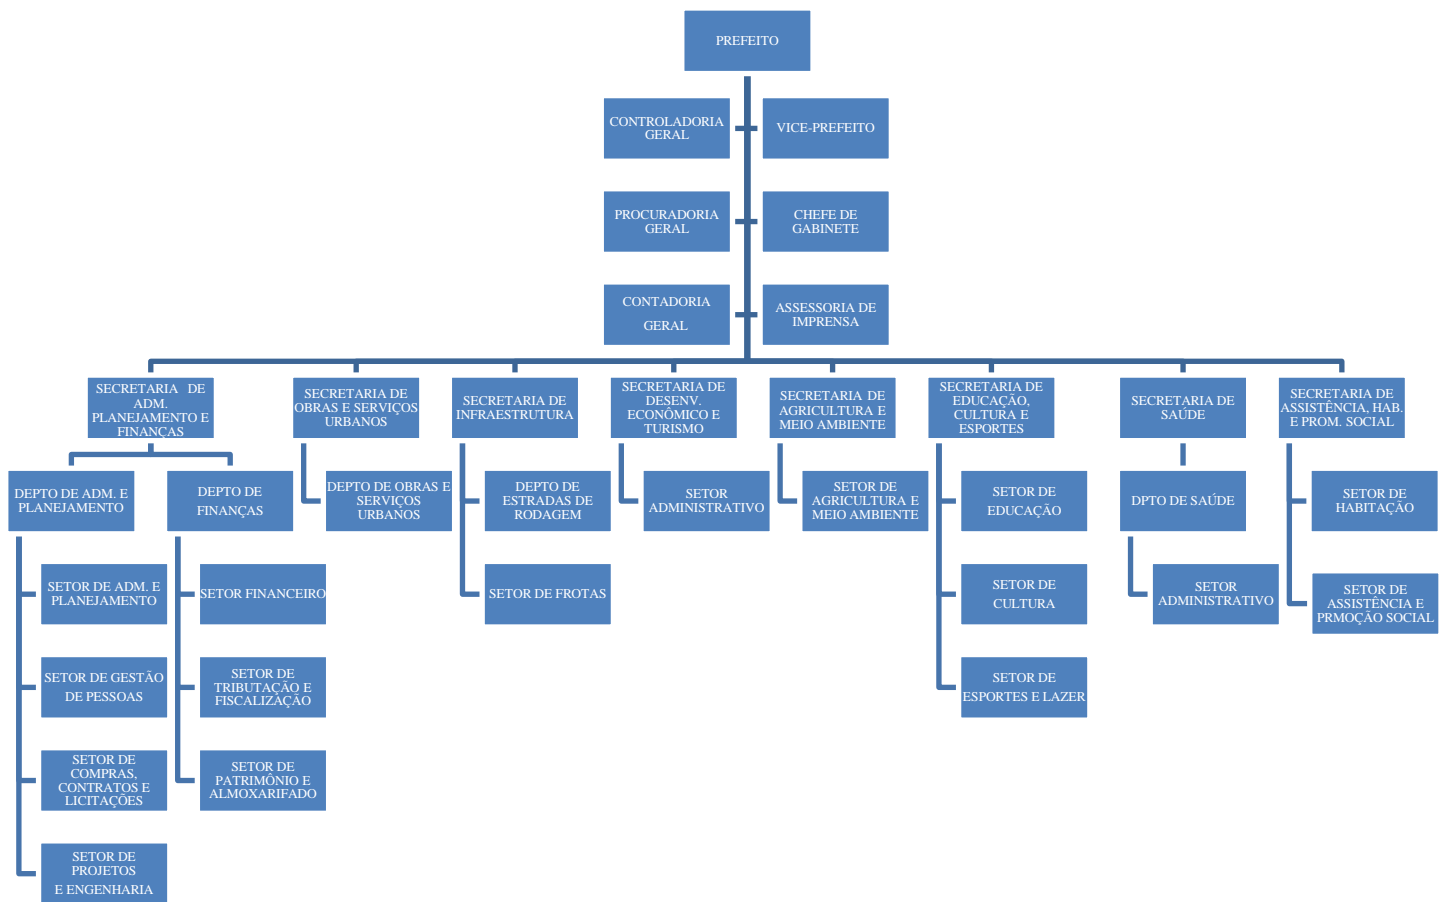 PREFEITO
CONTROLADORIA
GERAL
VICE-PREFEITO
PROCURADORIA
GERAL
CHEFE DE
GABINETE
CONTADORIA
GERAL
ASSESSORIA DE
IMPRENSA
SECRETARIA DE
ADM.
PLANEJAMENTO E
FINANÇAS
SECRETARIA DE
OBRAS E SERVIÇOS
URBANOS
SECRETARIA DE
INFRAESTRUTURA
SECRETARIA DE
DESENV.
ECONÔMICO E
TURISMO
SECRETARIA DE
AGRICULTURA E
MEIO AMBIENTE
SECRETARIA DE
EDUCAÇÃO,
CULTURA E
ESPORTES
SECRETARIA DE
SAÚDE
SECRETARIA DE
ASSISTÊNCIA, HAB.
E PROM. SOCIAL
DEPTO DE ADM. E
PLANEJAMENTO
DEPTO DE
FINANÇAS
DEPTO DE OBRAS E
SERVIÇOS
URBANOS
DEPTO DE
ESTRADAS DE
RODAGEM
SETOR
ADMINISTRATIVO
SETOR DE
AGRICULTURA E
MEIO AMBIENTE
SETOR DE
EDUCAÇÃO
DPTO DE SAÚDE
SETOR DE
HABITAÇÃO
SETOR DE ADM. E
PLANEJAMENTO
SETOR FINANCEIRO
SETOR DE FROTAS
SETOR DE
CULTURA
SETOR
ADMINISTRATIVO
SETOR DE
ASSISTÊNCIA E
PRMOÇÃO SOCIAL
SETOR DE GESTÃO
DE PESSOAS
SETOR DE
TRIBUTAÇÃO E
FISCALIZAÇÃO
SETOR DE
ESPORTES E LAZER
SETOR DE
COMPRAS,
CONTRATOS E
LICITAÇÕES
SETOR DE
PATRIMÔNIO E
ALMOXARIFADO
SETOR DE
PROJETOS
E ENGENHARIA